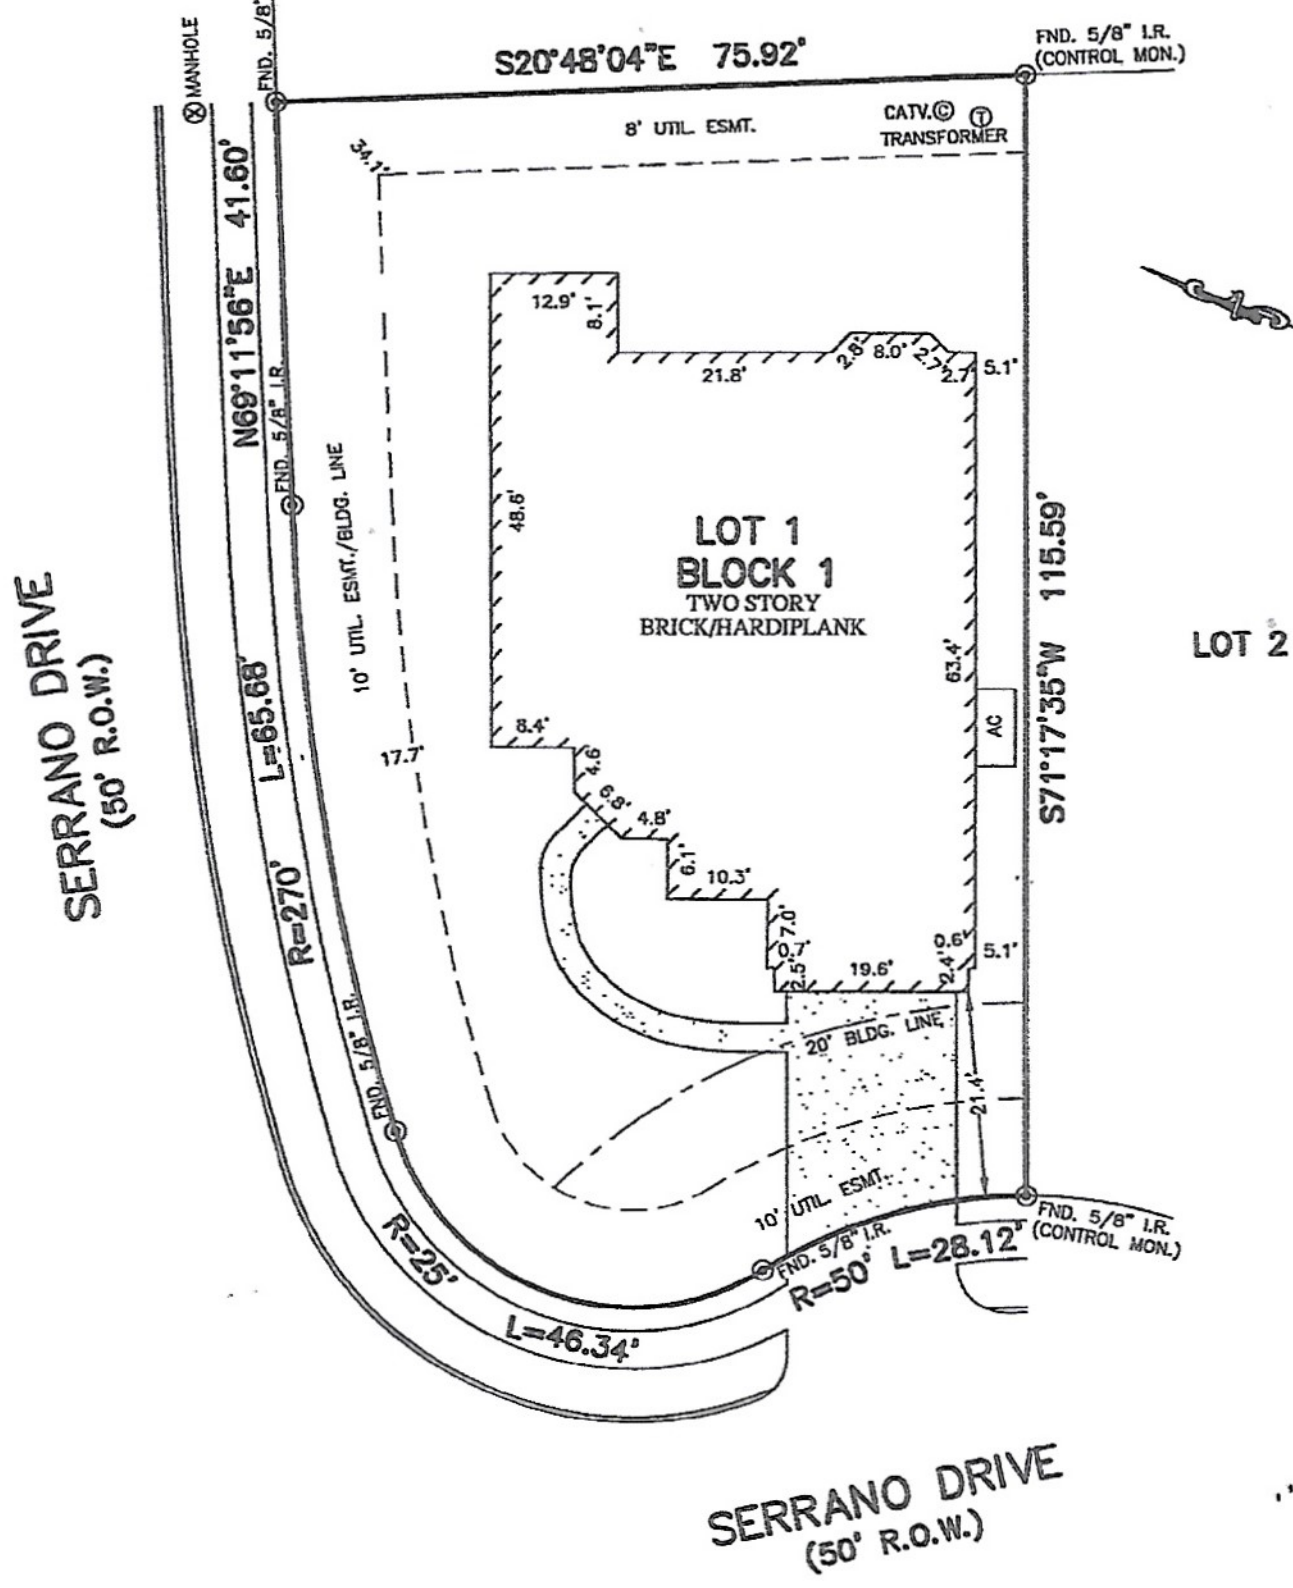 FND. 5/8"
MANHOLE
S20°48'04"E 75.92'
FND. 5/8" I.R.
(CONTROL MON.)
8' UTIL. ESMT.
CATV. C T
TRANSFORMER
34.1'
N69°11'56"E 41.60'
FND. 5/8" I.R.
10' UTIL. ESMT./BLDG. LINE
12.9'
8.1'
21.8'
2.8'
8.0'
2.7'
2.7'
5.1'
48.6'
LOT 1
BLOCK 1
TWO STORY
BRICK/HARDIPLANK
63.4'
AC
S71°17'35"W 115.59'
LOT 2
SERRANO DRIVE
(50' R.O.W.)
L=65.68'
R=270'
17.7'
8.4'
4.6
6.8'
4.8'
6.1'
10.3'
7.0'
0.7'
2.5'
19.6'
0.6'
2.4'
5.1'
20' BLDG. LINE
21.4'
FND. 5/8" I.R.
10' UTIL. ESMT.
FND. 5/8" I.R.
FND. 5/8" I.R.
(CONTROL MON.)
R=50' L=28.12'
R=25'
L=46.34'
SERRANO DRIVE
(50' R.O.W.)